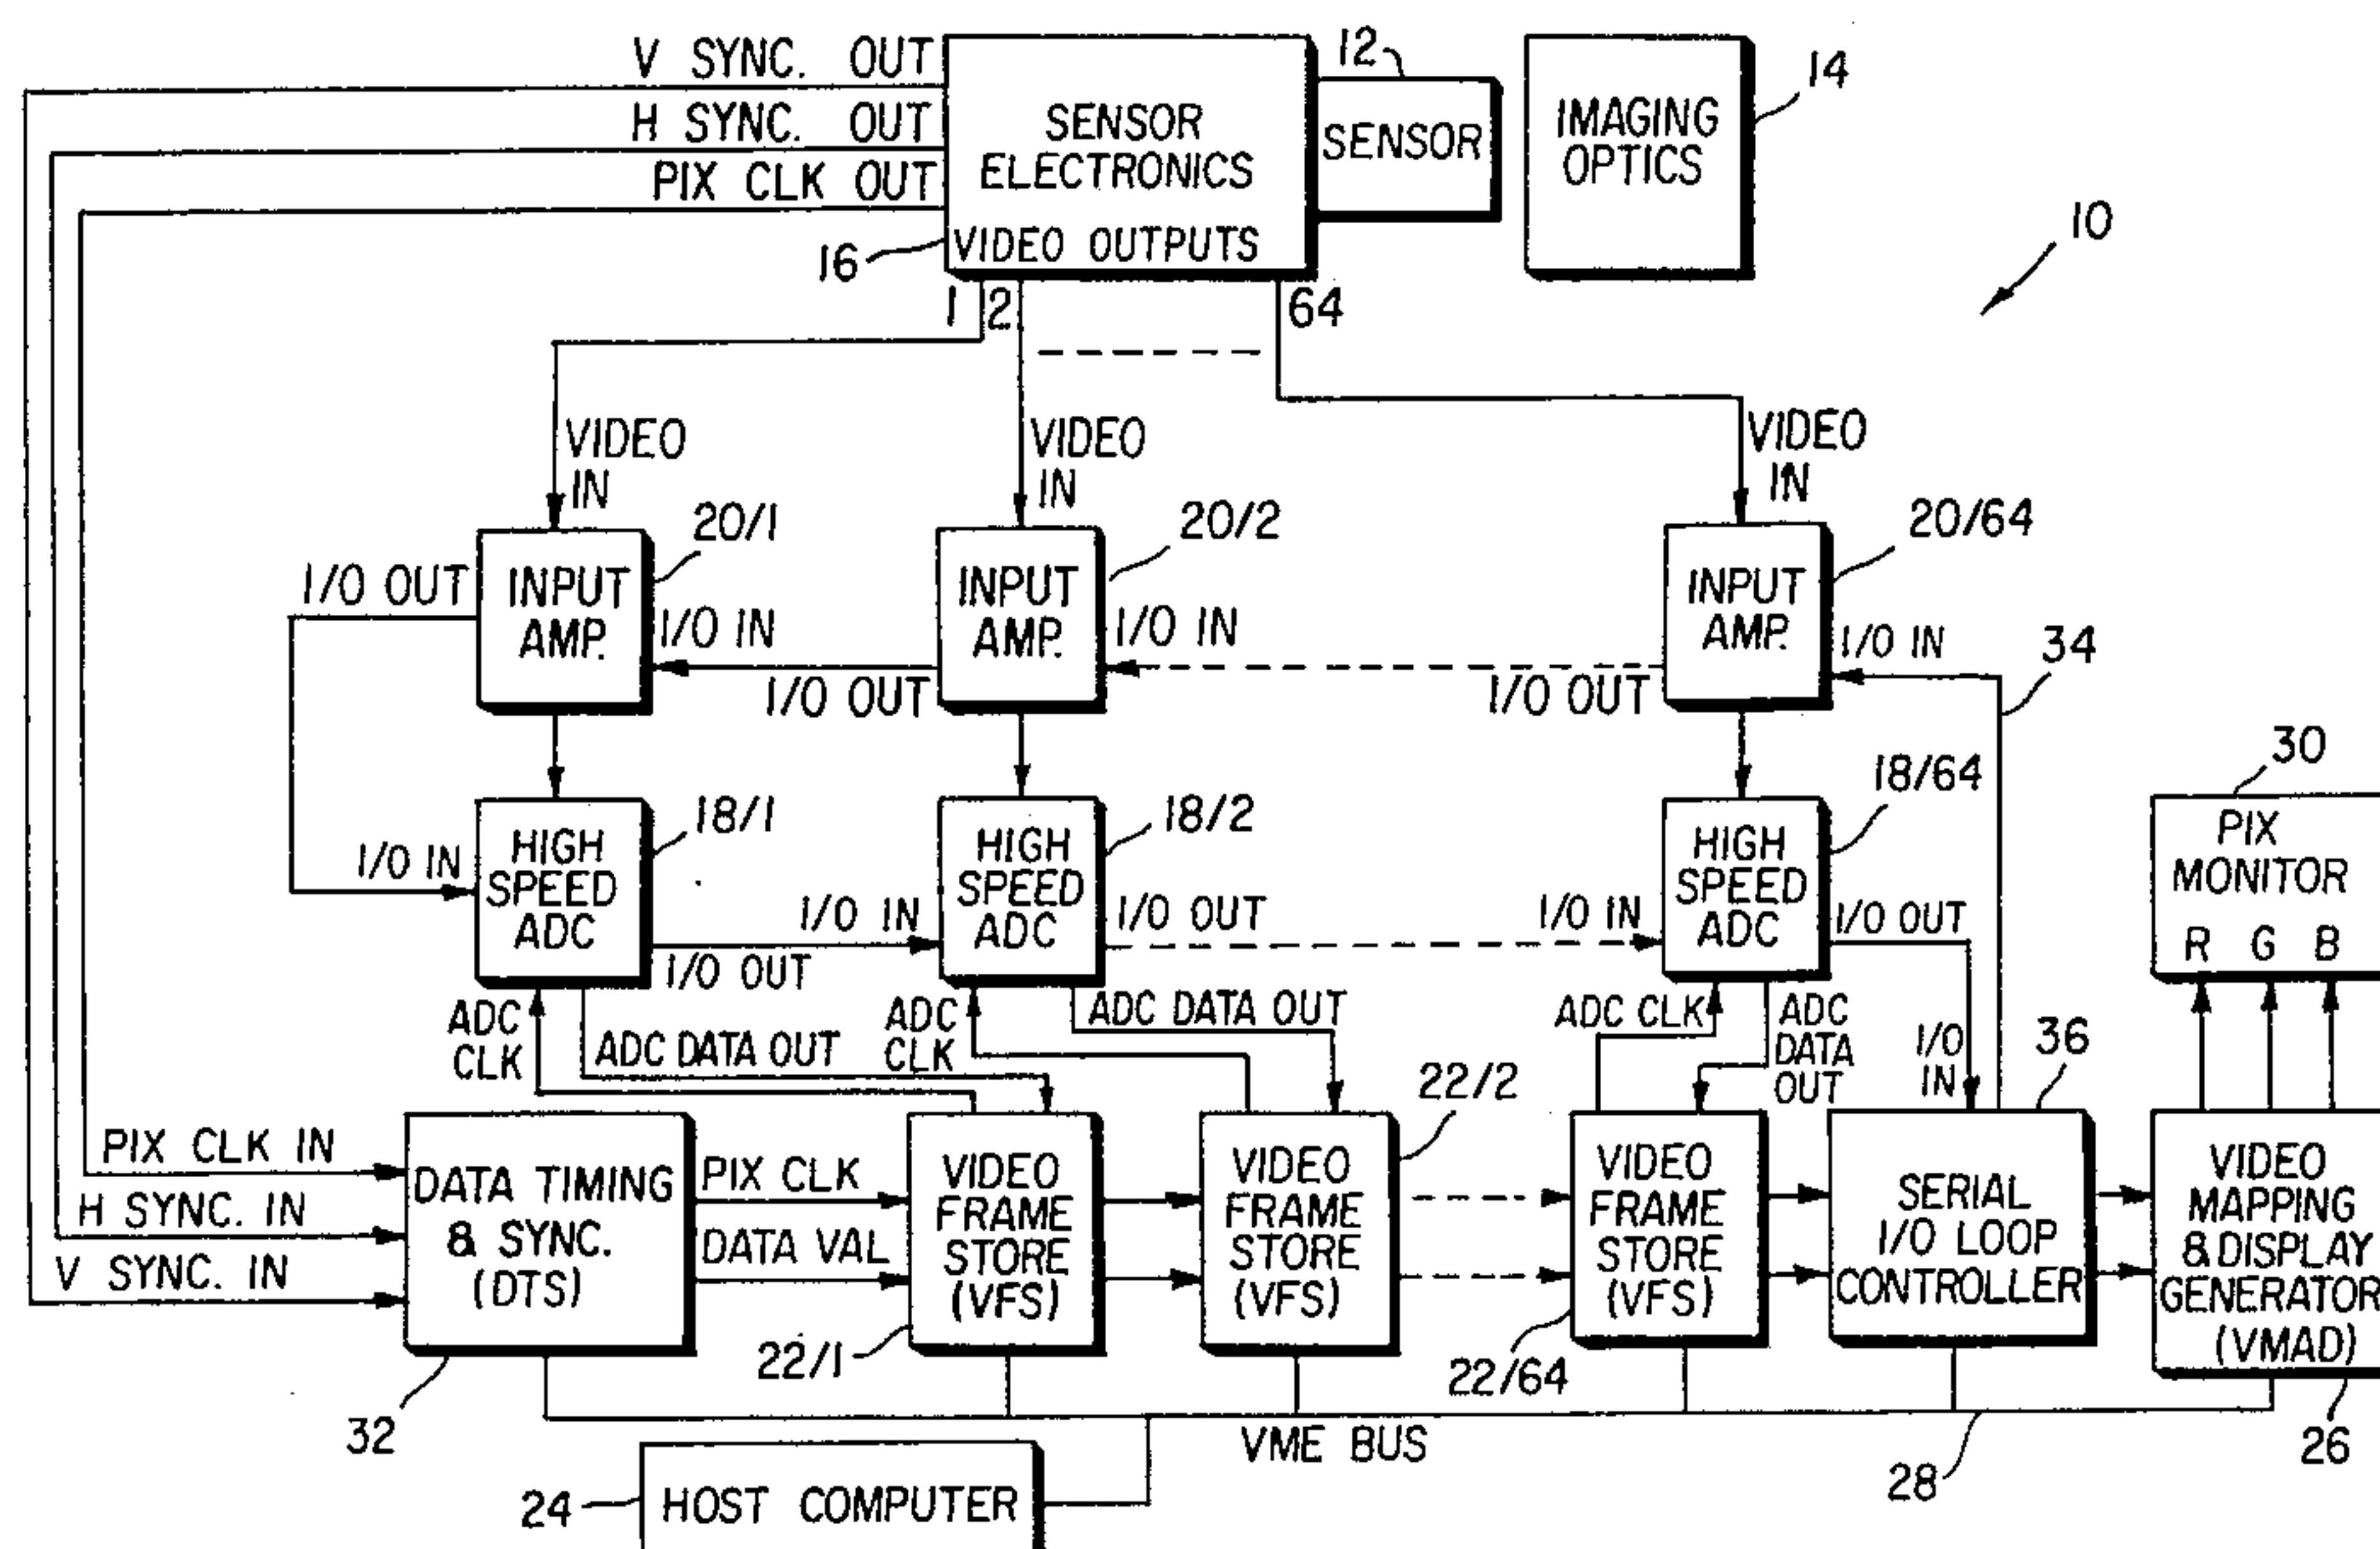 V SYNC. OUT
H SYNC. OUT
PIX CLK OUT
SENSOR
ELECTRONICS
VIDEO OUTPUTS
16
12
SENSOR
IMAGING
OPTICS
14
10
1
2
64
VIDEO
IN
VIDEO
IN
VIDEO
IN
20/1
20/2
20/64
I/O OUT
INPUT
AMP.
I/O IN
I/O OUT
INPUT
AMP.
I/O IN
I/O OUT
INPUT
AMP.
I/O IN
34
18/1
18/2
18/64
30
I/O IN
HIGH
SPEED
ADC
I/O OUT
I/O IN
HIGH
SPEED
ADC
I/O OUT
I/O IN
HIGH
SPEED
ADC
I/O OUT
PIX
MONITOR
R G B
ADC
CLK
ADC DATA OUT
ADC
CLK
ADC DATA OUT
ADC CLK
ADC
DATA
OUT
I/O
IN
36
22/2
PIX CLK IN
H SYNC. IN
V SYNC. IN
DATA TIMING
& SYNC.
(DTS)
PIX CLK
DATA VAL
VIDEO
FRAME
STORE
(VFS)
VIDEO
FRAME
STORE
(VFS)
VIDEO
FRAME
STORE
(VFS)
SERIAL
I/O LOOP
CONTROLLER
VIDEO
MAPPING
& DISPLAY
GENERATOR
(VMAD)
32
22/1
22/64
26
VME BUS
28
24
HOST COMPUTER